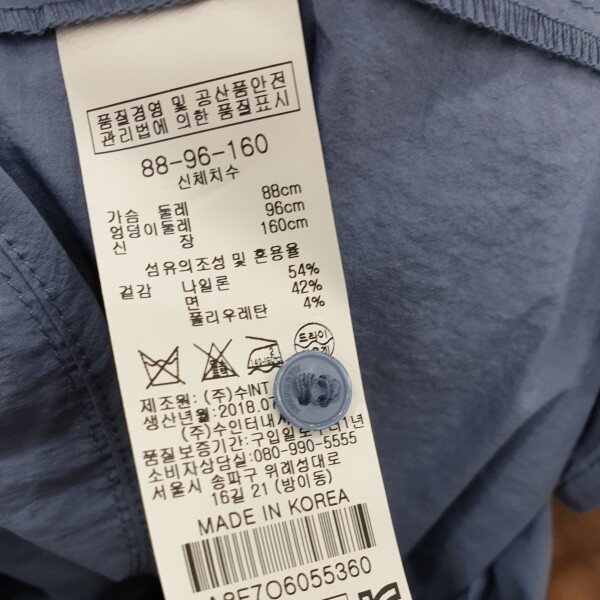 품질경영 및 공산품안전
관리법에 의한 품질표시
88-96-160
신체치수
가슴 둘레 88cm
엉덩이둘레 96cm
신 장 160cm
섬유의조성 및 혼용율
겉감 나일론 54%
면 42%
폴리우레탄 4%
드라이
제조원: (주)수INT
생산년월: 2018.07
(주)수인터내
품질보증기간: 구입일로 1년
소비자상담실: 080-990-5555
서울시 송파구 위례성대로
16길 21 (방이동)
MADE IN KOREA
A8F7O6055360